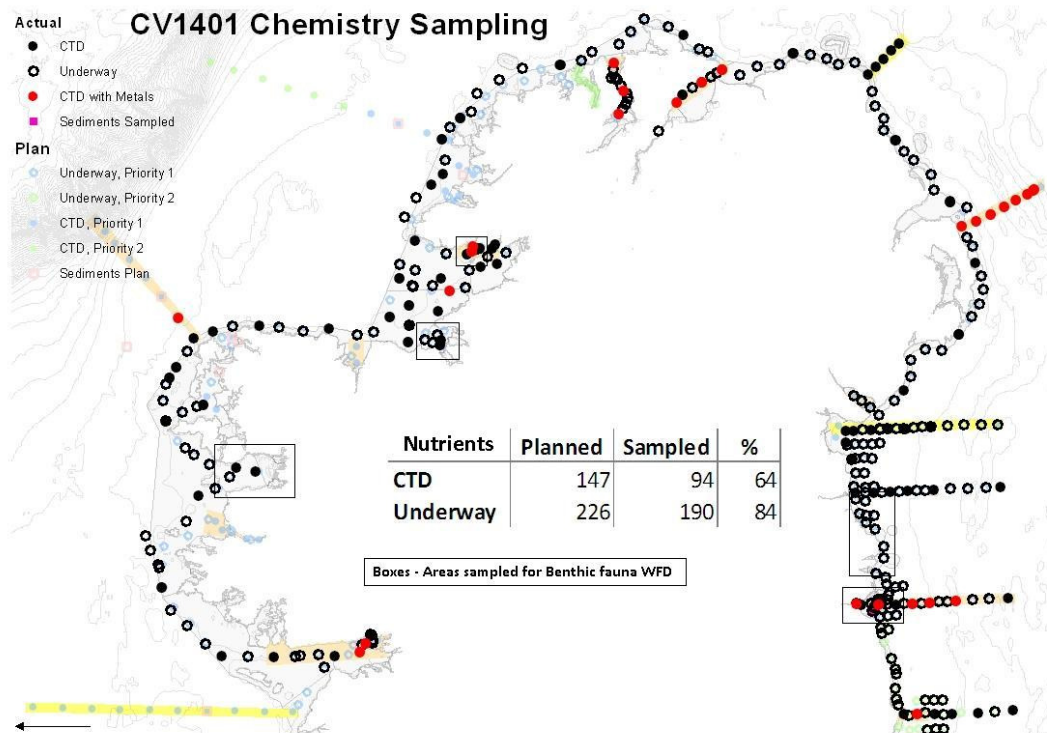 CV1401 Chemistry Sampling
Actual
CTD
Underway
CTD with Metals
Sediments Sampled
Plan
Underway, Priority 1
Underway, Priority 2
CTD, Priority 1
CTD, Priority 2
Sediments Plan
Nutrients Planned Sampled %
CTD 147 94 64
Underway 226 190 84
Boxes - Areas sampled for Benthic fauna WFD